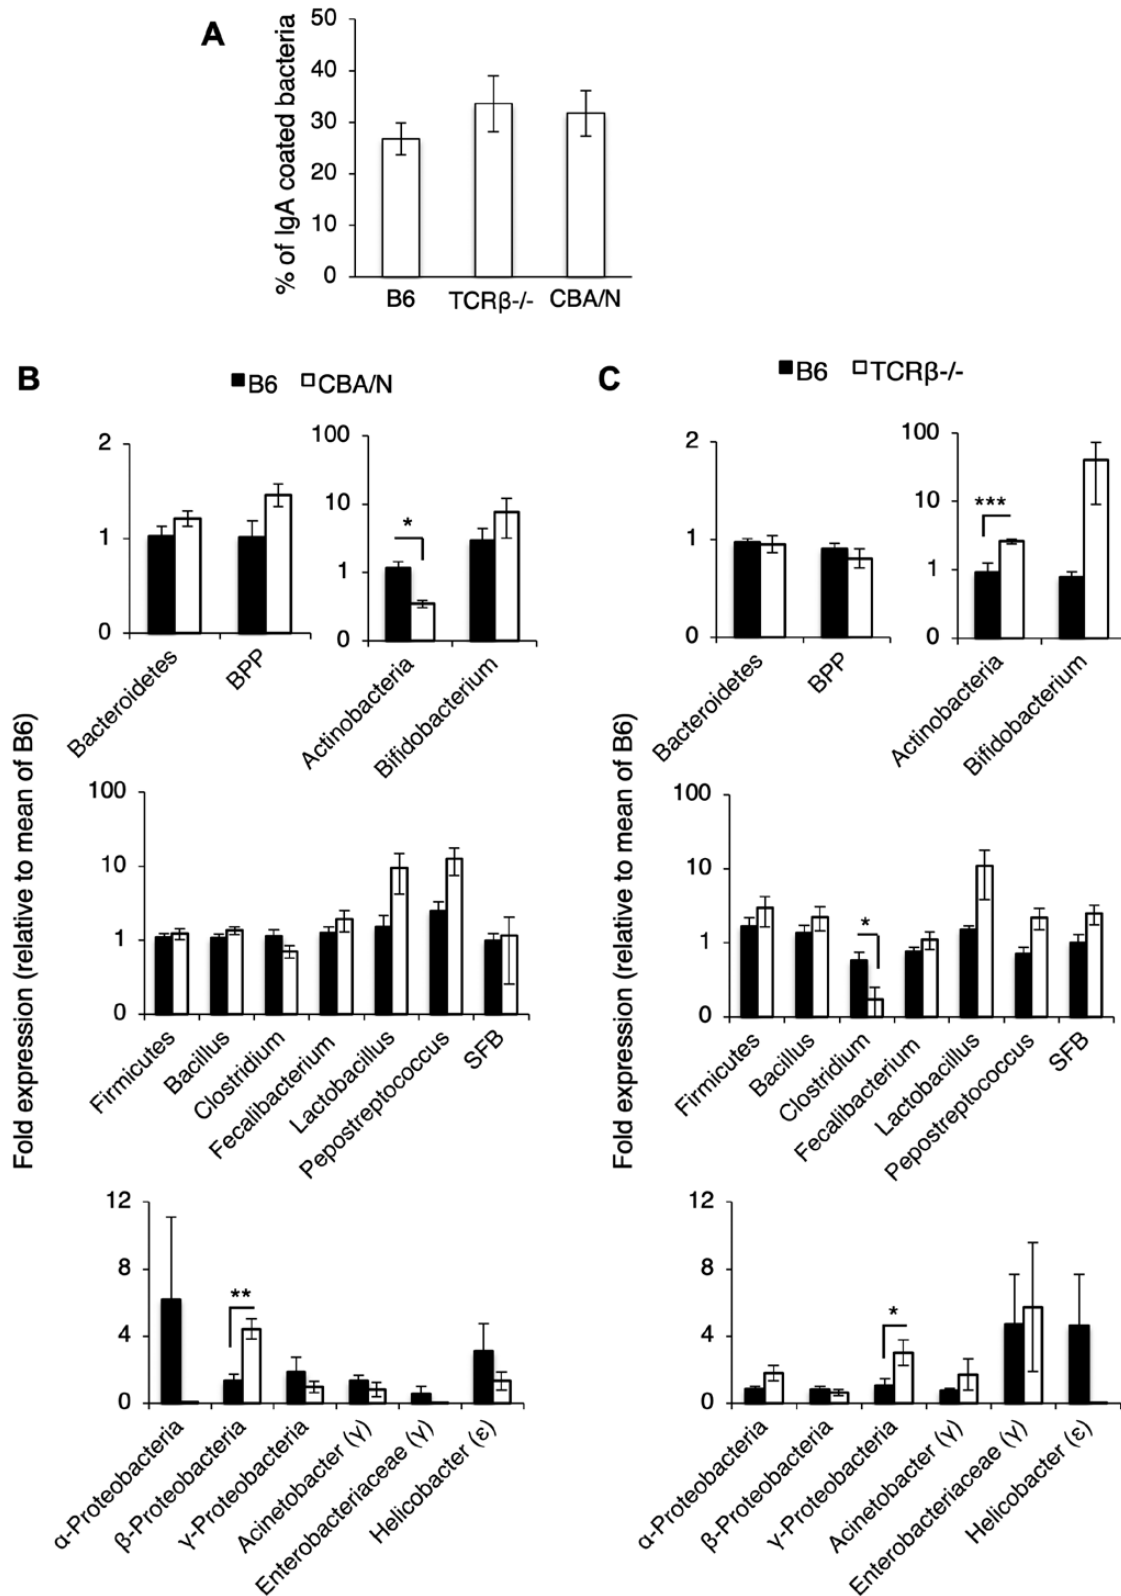 A
% of IgA coated bacteria
50
40
30
20
10
0
B6 TCRβ-/- CBA/N
B
B6 CBA/N
Fold expression (relative to mean of B6)
2
1
0
Bacteroidetes
BPP
100
10
1
0
*
Actinobacteria
Bifidobacterium
100
10
1
0
Firmicutes
Bacillus
Clostridium
Fecalibacterium
Lactobacillus
Pepostreptococcus
SFB
12
8
4
0
**
α-Proteobacteria
β-Proteobacteria
γ-Proteobacteria
Acinetobacter (γ)
Enterobacteriaceae (γ)
Helicobacter (ε)
C
B6 TCRβ-/-
Fold expression (relative to mean of B6)
2
1
0
Bacteroidetes
BPP
100
10
1
0
***
Actinobacteria
Bifidobacterium
100
10
1
0
*
Firmicutes
Bacillus
Clostridium
Fecalibacterium
Lactobacillus
Pepostreptococcus
SFB
12
8
4
0
*
α-Proteobacteria
β-Proteobacteria
γ-Proteobacteria
Acinetobacter (γ)
Enterobacteriaceae (γ)
Helicobacter (ε)